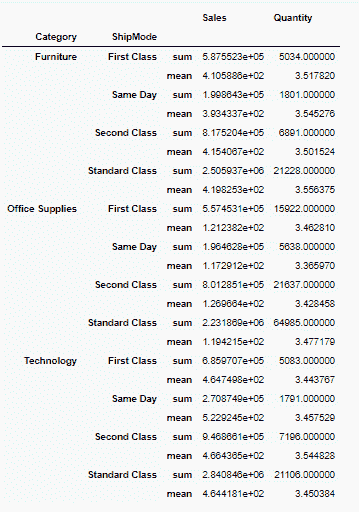 Sales Quantity
Category ShipMode
Furniture First Class sum 5.875523e+05 5034.000000
mean 4.105886e+02 3.517820
Same Day sum 1.998643e+05 1801.000000
mean 3.934337e+02 3.545276
Second Class sum 8.175204e+05 6891.000000
mean 4.154067e+02 3.501524
Standard Class sum 2.505937e+06 21228.000000
mean 4.198253e+02 3.556375
Office Supplies First Class sum 5.574531e+05 15922.000000
mean 1.212382e+02 3.462810
Same Day sum 1.964628e+05 5638.000000
mean 1.172912e+02 3.365970
Second Class sum 8.012851e+05 21637.000000
mean 1.269664e+02 3.428458
Standard Class sum 2.231869e+06 64985.000000
mean 1.194215e+02 3.477179
Technology First Class sum 6.859707e+05 5083.000000
mean 4.647498e+02 3.443767
Same Day sum 2.708749e+05 1791.000000
mean 5.229245e+02 3.457529
Second Class sum 9.468661e+05 7196.000000
mean 4.664365e+02 3.544828
Standard Class sum 2.840846e+06 21106.000000
mean 4.644181e+02 3.450384